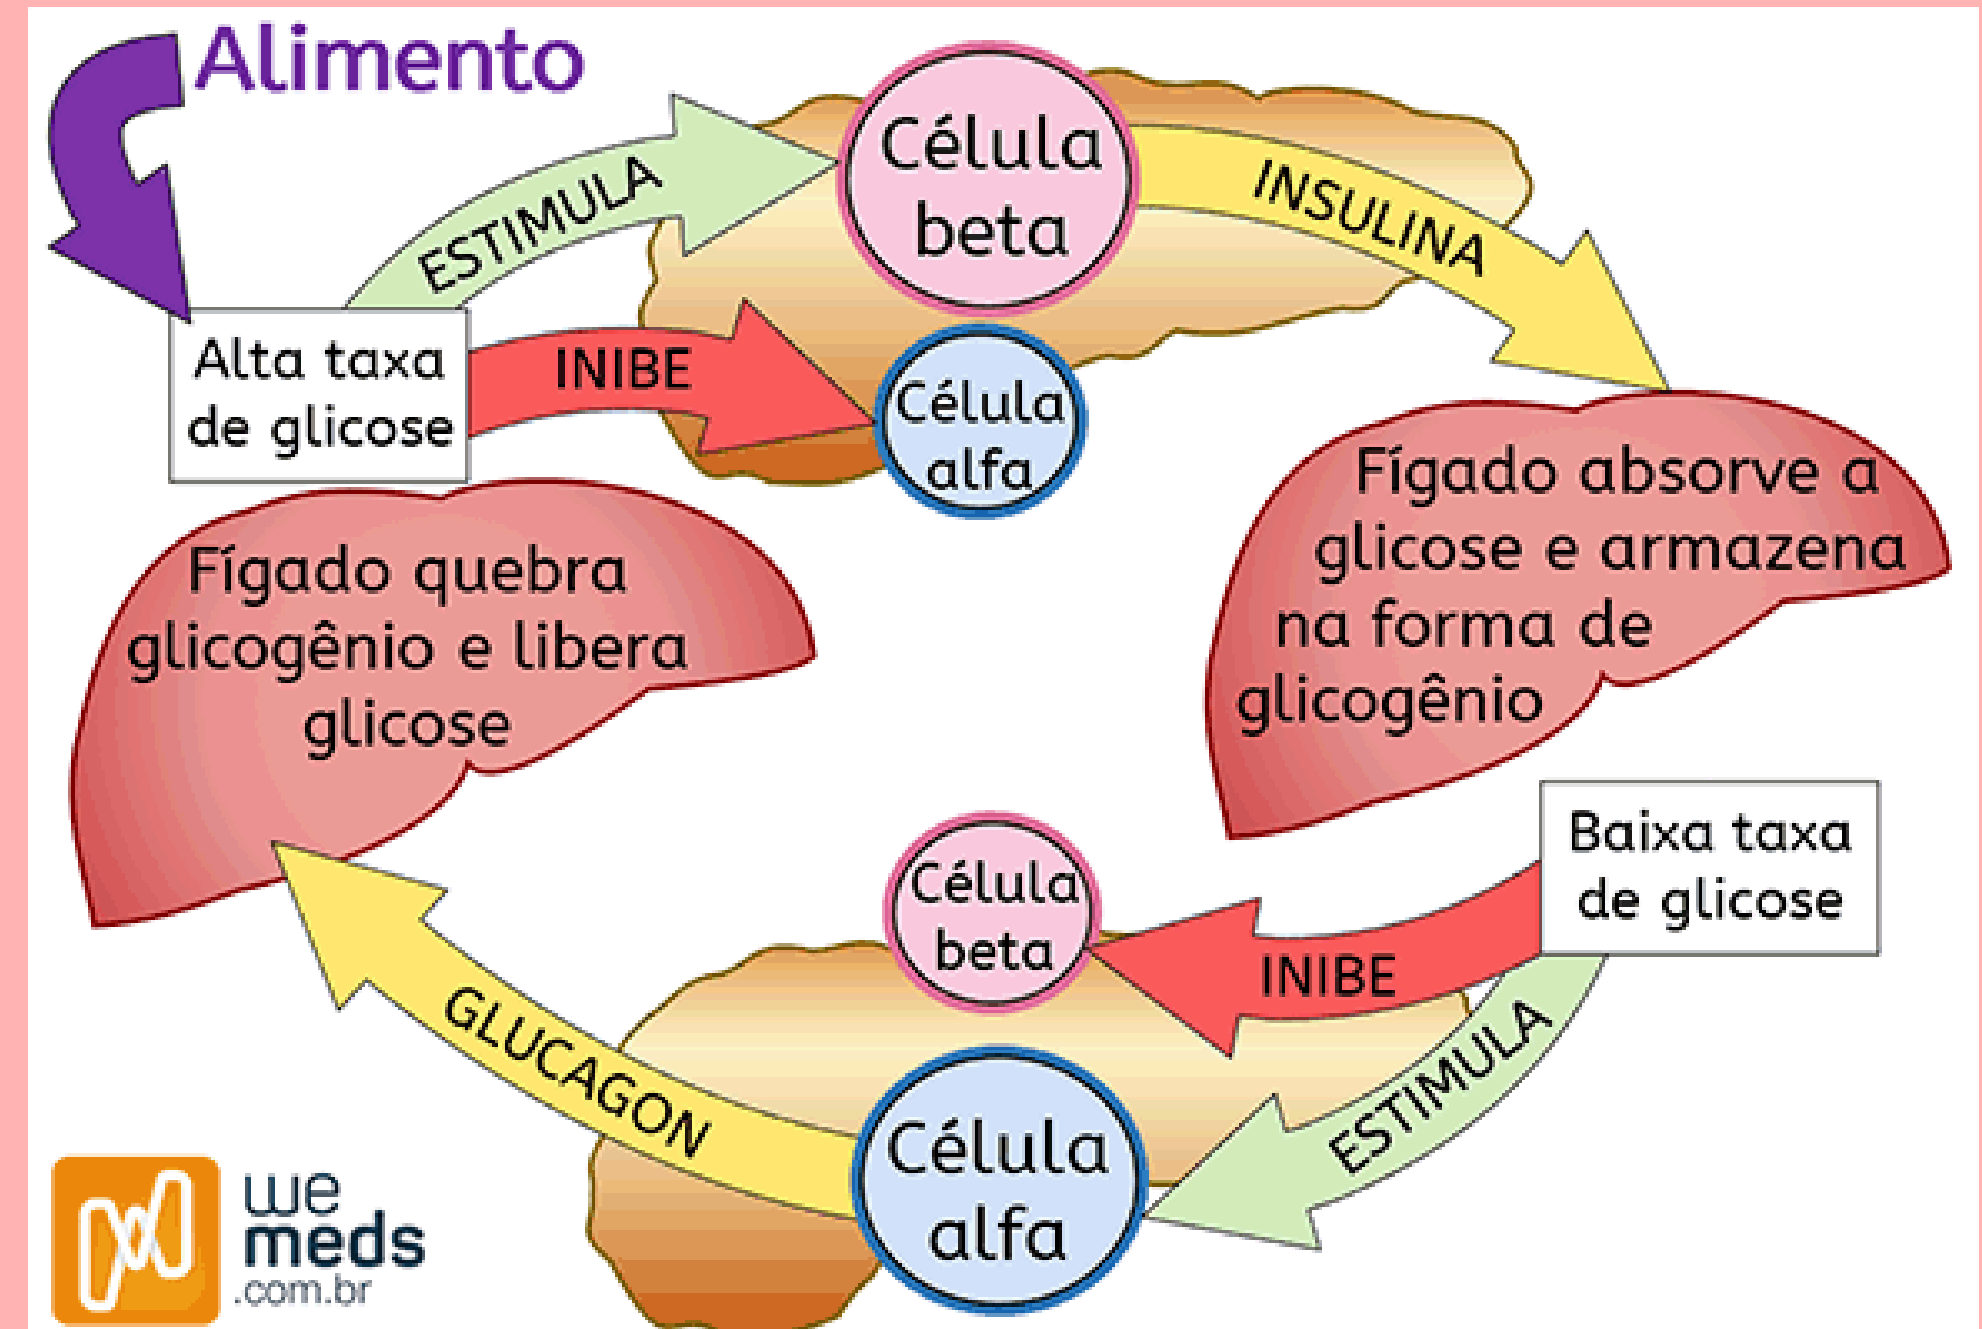 Alimento
ESTIMULA
Célula
beta
INSULINA
Alta taxa
de glicose
INIBE
Célula
alfa
Fígado absorve a
glicose e armazena
na forma de
glicogênio
Fígado quebra
glicogênio e libera
glicose
Baixa taxa
de glicose
Célula
beta
INIBE
ESTIMULA
GLUCAGON
Célula
alfa
we
meds
.com.br